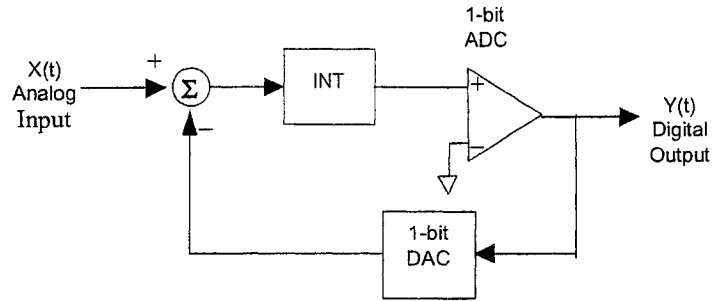 1-bit
ADC
+
X(t)
Analog
Input
Σ
INT
+
−
Y(t)
Digital
Output
−
1-bit
DAC